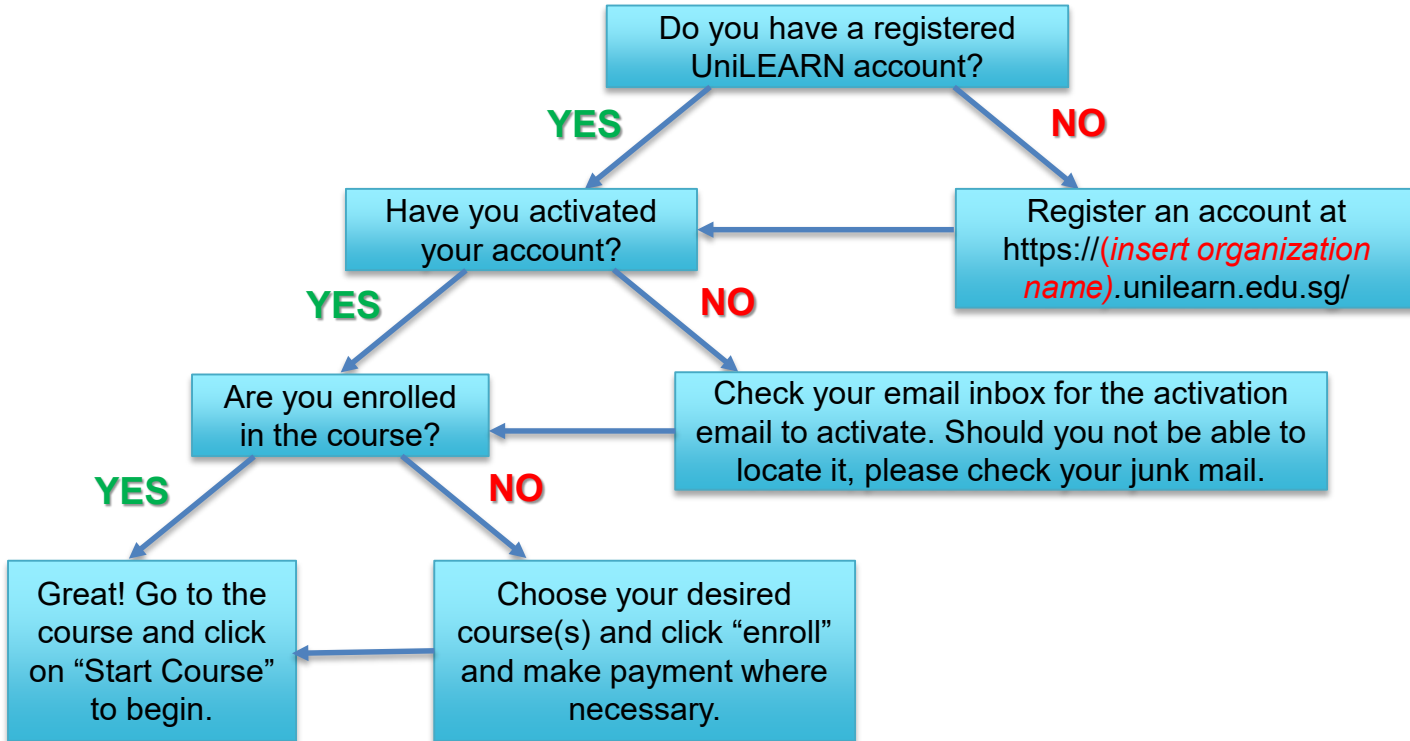 Do you have a registered
UniLEARN account?
YES
NO
Have you activated
your account?
Register an account at
https://(insert organization
name).unilearn.edu.sg/
YES
NO
Are you enrolled
in the course?
Check your email inbox for the activation
email to activate. Should you not be able to
locate it, please check your junk mail.
YES
NO
Great! Go to the
course and click
on “Start Course”
to begin.
Choose your desired
course(s) and click “enroll”
and make payment where
necessary.